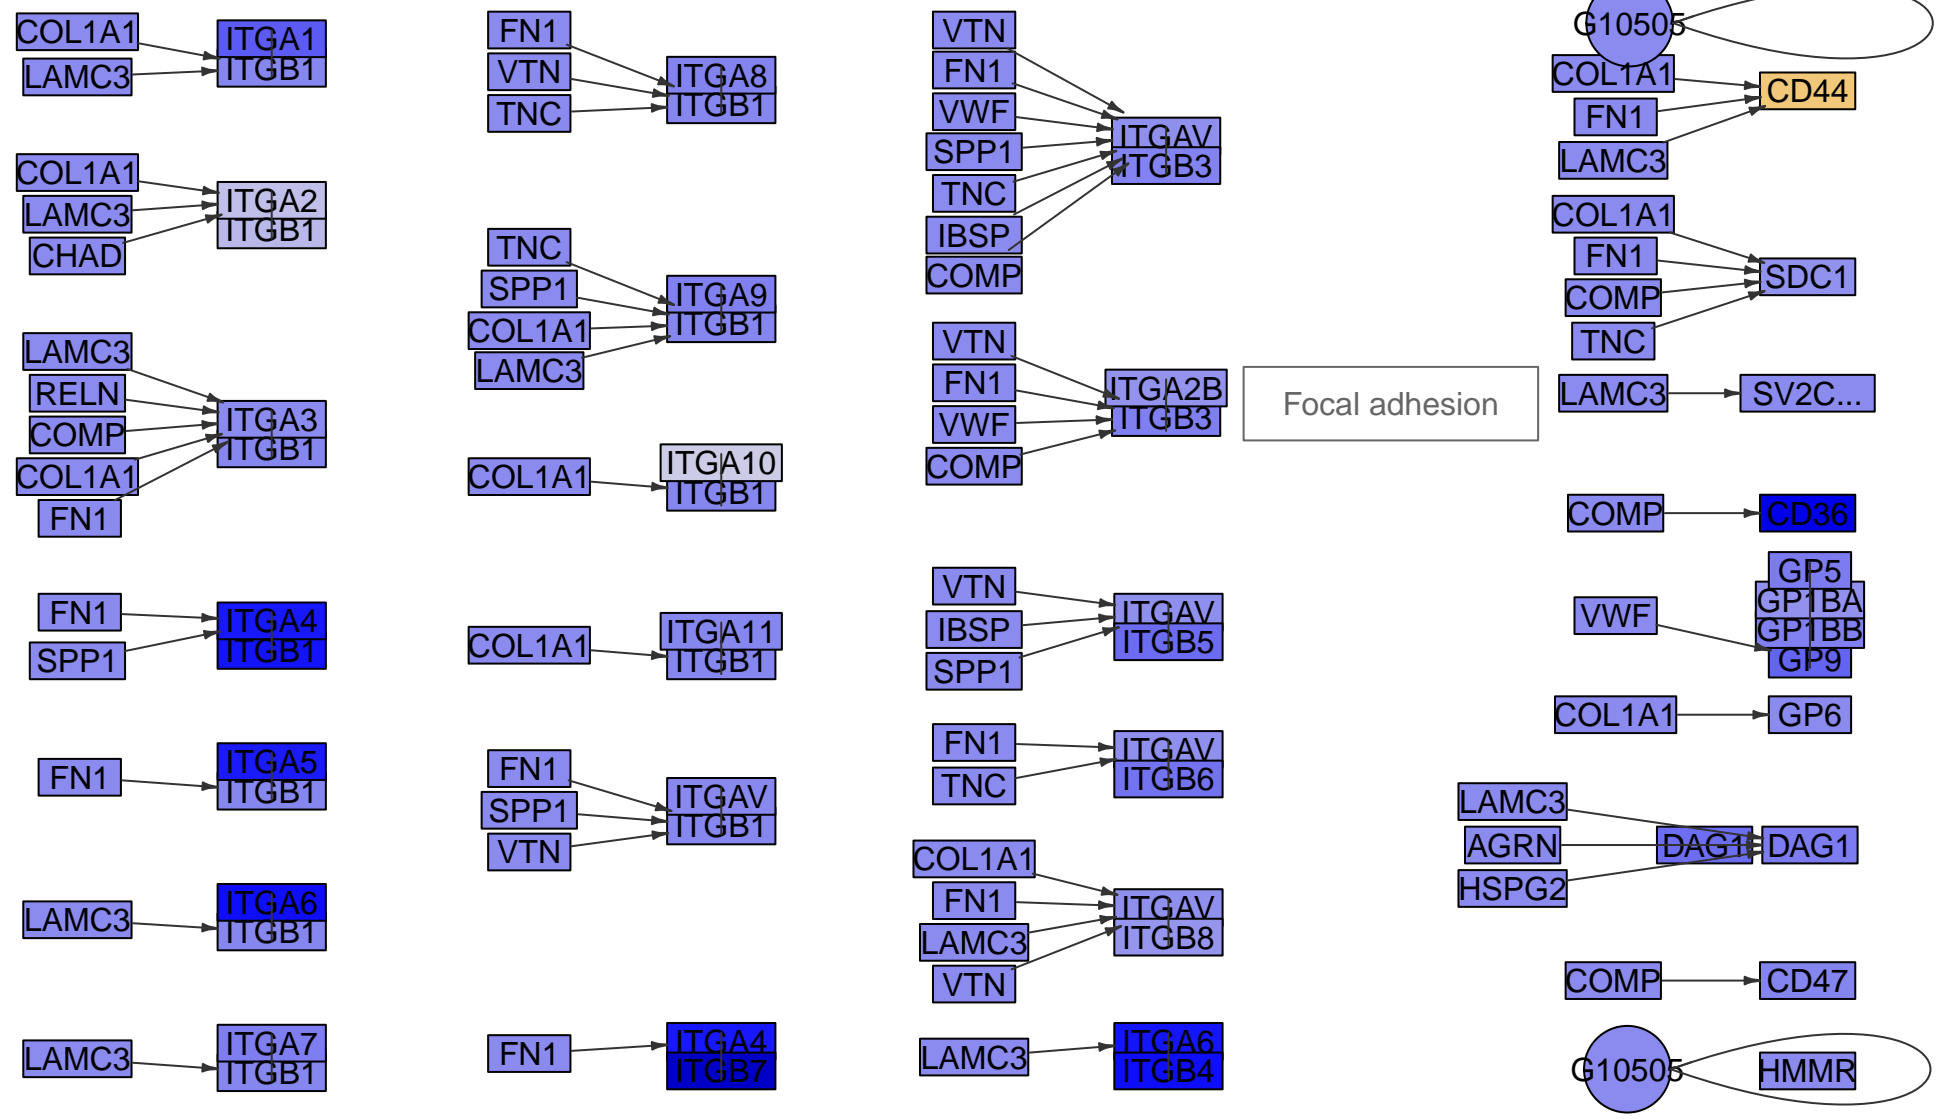 COL1A1
LAMC3
ITGA1
ITGB1
COL1A1
LAMC3
CHAD
ITGA2
ITGB1
LAMC3
RELN
COMP
COL1A1
FN1
ITGA3
ITGB1
FN1
SPP1
ITGA4
ITGB1
FN1
ITGA5
ITGB1
LAMC3
ITGA6
ITGB1
LAMC3
ITGA7
ITGB1
FN1
VTN
TNC
ITGA8
ITGB1
TNC
SPP1
COL1A1
LAMC3
ITGA9
ITGB1
COL1A1
ITGA10
ITGB1
COL1A1
ITGA11
ITGB1
FN1
SPP1
VTN
ITGAV
ITGB1
FN1
ITGA4
ITGB7
VTN
FN1
VWF
SPP1
TNC
IBSP
COMP
ITGAV
ITGB3
VTN
FN1
VWF
COMP
ITGA2B
ITGB3
Focal adhesion
VTN
IBSP
SPP1
ITGAV
ITGB5
FN1
TNC
ITGAV
ITGB6
COL1A1
FN1
LAMC3
VTN
ITGAV
ITGB8
LAMC3
ITGA6
ITGB4
G10505
COL1A1
FN1
LAMC3
CD44
COL1A1
FN1
COMP
TNC
SDC1
LAMC3
SV2C...
COMP
CD36
VWF
GP5
GP1BA
GP1BB
GP9
COL1A1
GP6
LAMC3
AGRN
HSPG2
DAG1
DAG1
COMP
CD47
G10505
HMMR